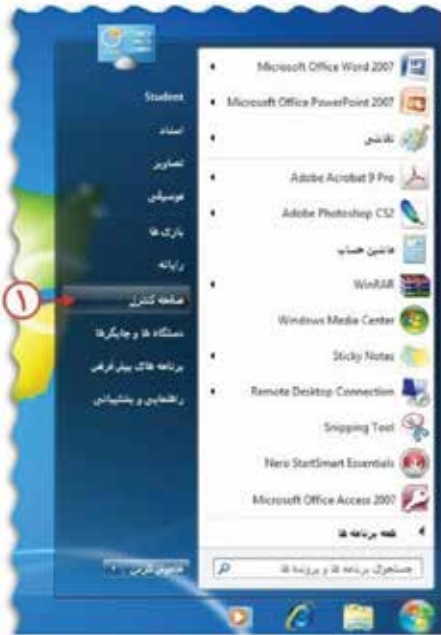 Microsoft Office Word 2007
Microsoft Office PowerPoint 2007
نقاشی
Adobe Acrobat 9 Pro
Adobe Photoshop CS2
ماشین حساب
WinRAR
Windows Media Center
Sticky Notes
Remote Desktop Connection
Snipping Tool
Nero StartSmart Essentials
Microsoft Office Access 2007
همه برنامه ها
جستجوی برنامه ها و پرونده ها
Student
اسناد
تصاویر
موسیقی
بازی ها
رایانه
صفحه کنترل
۱
دستگاه ها و چاپگرها
برنامه های پیش فرض
راهنمایی و پشتیبانی
خاموش کردن